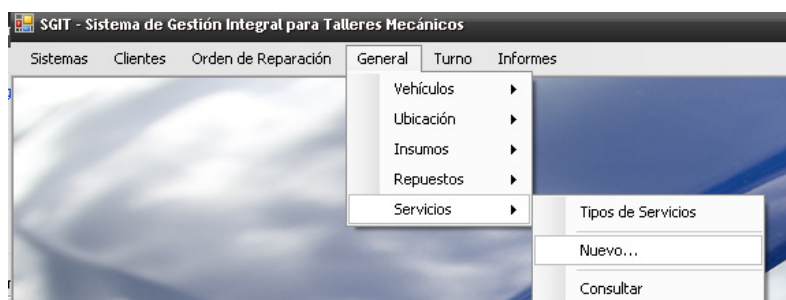 SGIT - Sistema de Gestión Integral para Talleres Mecánicos
Sistemas Clientes Orden de Reparación General Turno Informes
Vehículos
Ubicación
Insumos
Repuestos
Servicios
Tipos de Servicios
Nuevo...
Consultar